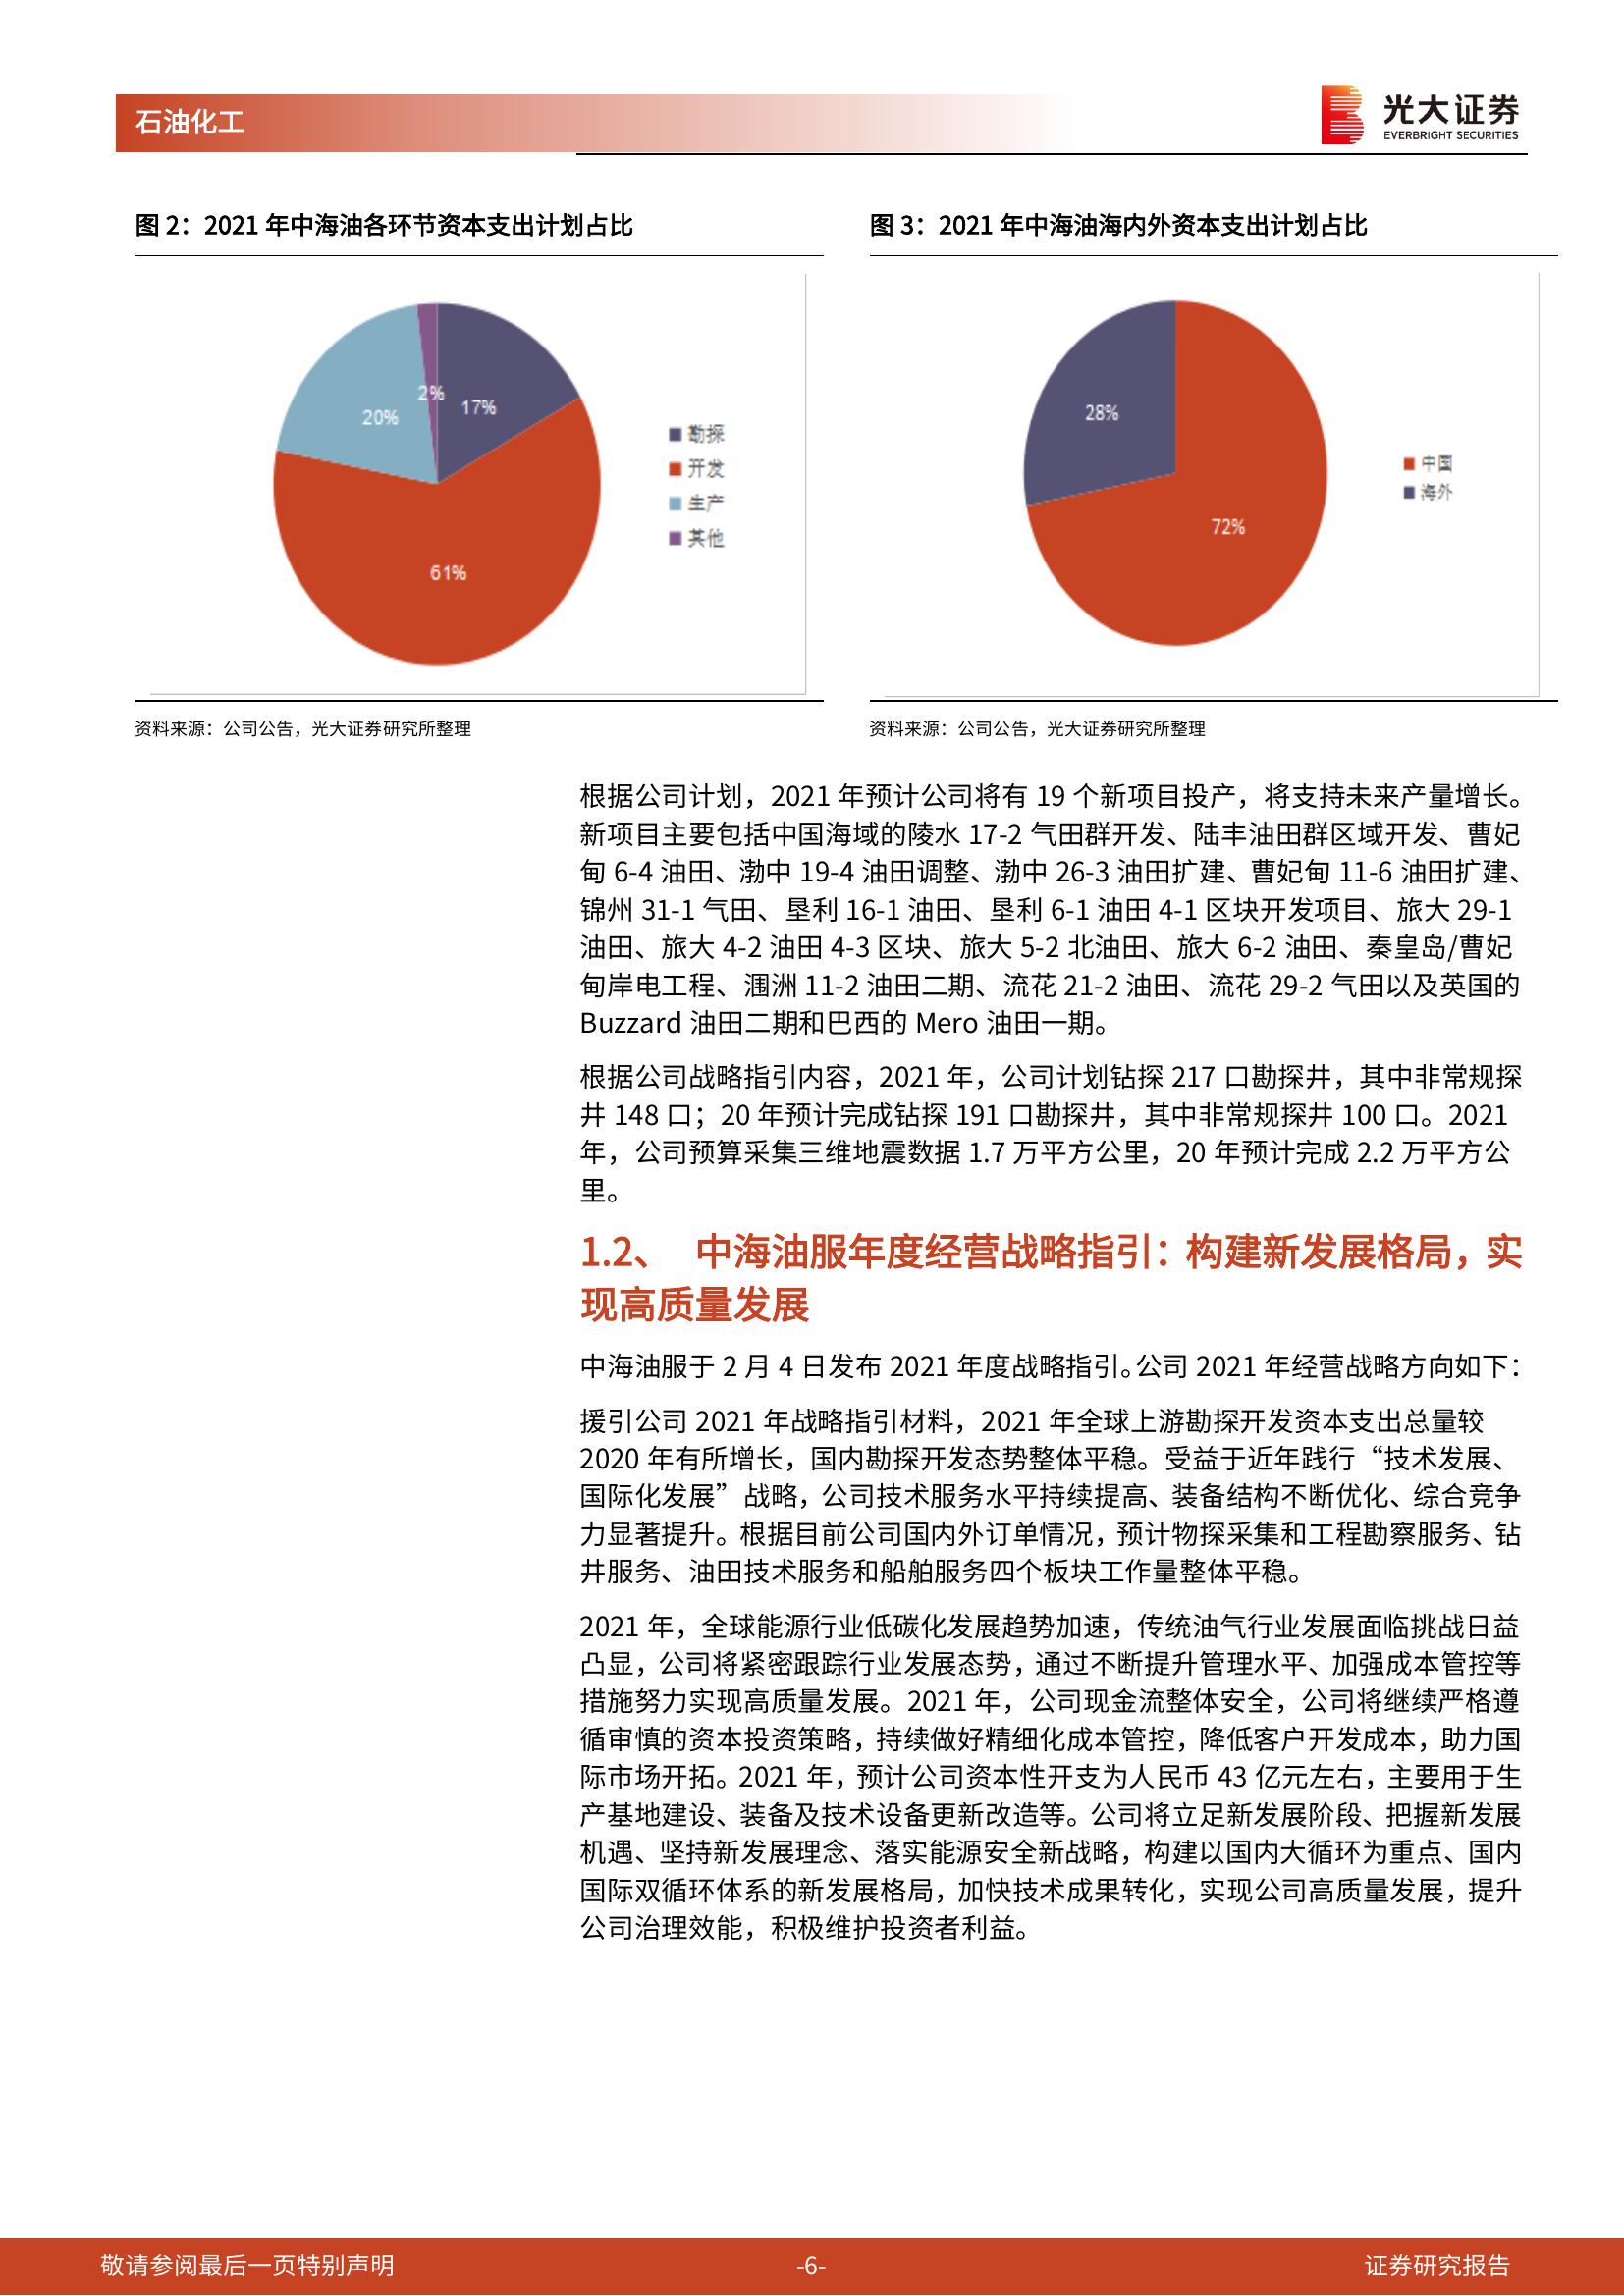 石油化工
光大证券
EVERBRIGHT SECURITIES
图 2：2021 年中海油各环节资本支出计划占比
17%
61%
20%
2%
勘探
开发
生产
其他
资料来源：公司公告，光大证券研究所整理
图 3：2021 年中海油海内外资本支出计划占比
28%
72%
中国
海外
资料来源：公司公告，光大证券研究所整理
根据公司计划，2021 年预计公司将有 19 个新项目投产，将支持未来产量增长。
新项目主要包括中国海域的陵水 17-2 气田群开发、陆丰油田群区域开发、曹妃
甸 6-4 油田、渤中 19-4 油田调整、渤中 26-3 油田扩建、曹妃甸 11-6 油田扩建、
锦州 31-1 气田、垦利 16-1 油田、垦利 6-1 油田 4-1 区块开发项目、旅大 29-1
油田、旅大 4-2 油田 4-3 区块、旅大 5-2 北油田、旅大 6-2 油田、秦皇岛/曹妃
甸岸电工程、涠洲 11-2 油田二期、流花 21-2 油田、流花 29-2 气田以及英国的
Buzzard 油田二期和巴西的 Mero 油田一期。
根据公司战略指引内容，2021 年，公司计划钻探 217 口勘探井，其中非常规探
井 148 口；20 年预计完成钻探 191 口勘探井，其中非常规探井 100 口。2021
年，公司预算采集三维地震数据 1.7 万平方公里，20 年预计完成 2.2 万平方公
里。
1.2、 中海油服年度经营战略指引：构建新发展格局，实
现高质量发展
中海油服于 2 月 4 日发布 2021 年度战略指引。公司 2021 年经营战略方向如下：
援引公司 2021 年战略指引材料，2021 年全球上游勘探开发资本支出总量较
2020 年有所增长，国内勘探开发态势整体平稳。受益于近年践行“技术发展、
国际化发展”战略，公司技术服务水平持续提高、装备结构不断优化、综合竞争
力显著提升。根据目前公司国内外订单情况，预计物探采集和工程勘察服务、钻
井服务、油田技术服务和船舶服务四个板块工作量整体平稳。
2021 年，全球能源行业低碳化发展趋势加速，传统油气行业发展面临挑战日益
凸显，公司将紧密跟踪行业发展态势，通过不断提升管理水平、加强成本管控等
措施努力实现高质量发展。2021 年，公司现金流整体安全，公司将继续严格遵
循审慎的资本投资策略，持续做好精细化成本管控，降低客户开发成本，助力国
际市场开拓。2021 年，预计公司资本性开支为人民币 43 亿元左右，主要用于生
产基地建设、装备及技术设备更新改造等。公司将立足新发展阶段、把握新发展
机遇、坚持新发展理念、落实能源安全新战略，构建以国内大循环为重点、国内
国际双循环体系的新发展格局，加快技术成果转化，实现公司高质量发展，提升
公司治理效能，积极维护投资者利益。
敬请参阅最后一页特别声明
-6-
证券研究报告